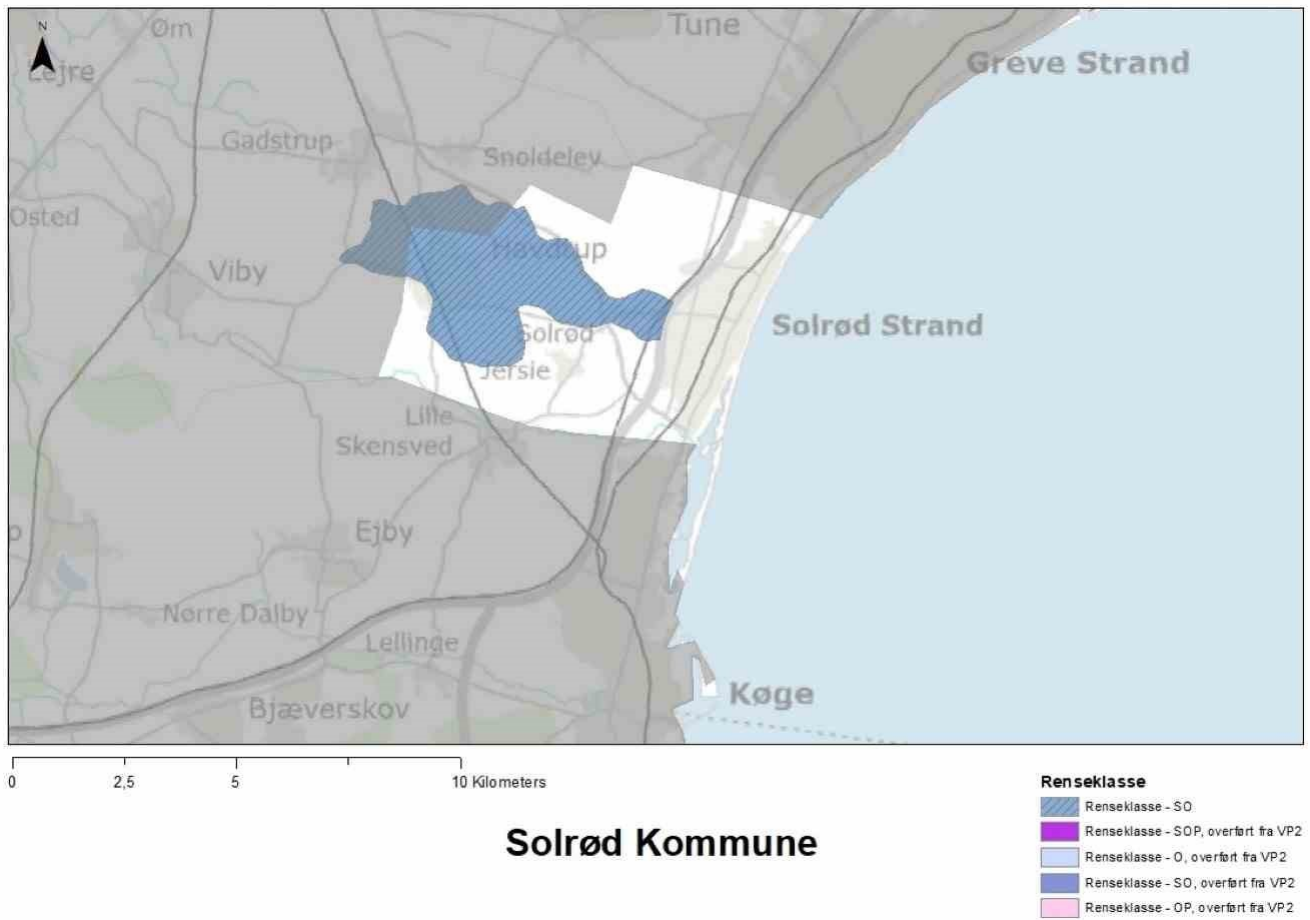 N
Øm
Tune
Lejre
Greve Strand
Gadstrup
Snoldelev
Osted
Havdrup
Viby
Solrød Strand
Solrød
Jersie
Lille
Skensved
Ejby
Nørre Dalby
Lellinge
Køge
Bjæverskov
0 2,5 5 10 Kilometers
Solrød Kommune
Renseklasse
Renseklasse - SO
Renseklasse - SOP, overført fra VP2
Renseklasse - O, overført fra VP2
Renseklasse - SO, overført fra VP2
Renseklasse - OP, overført fra VP2